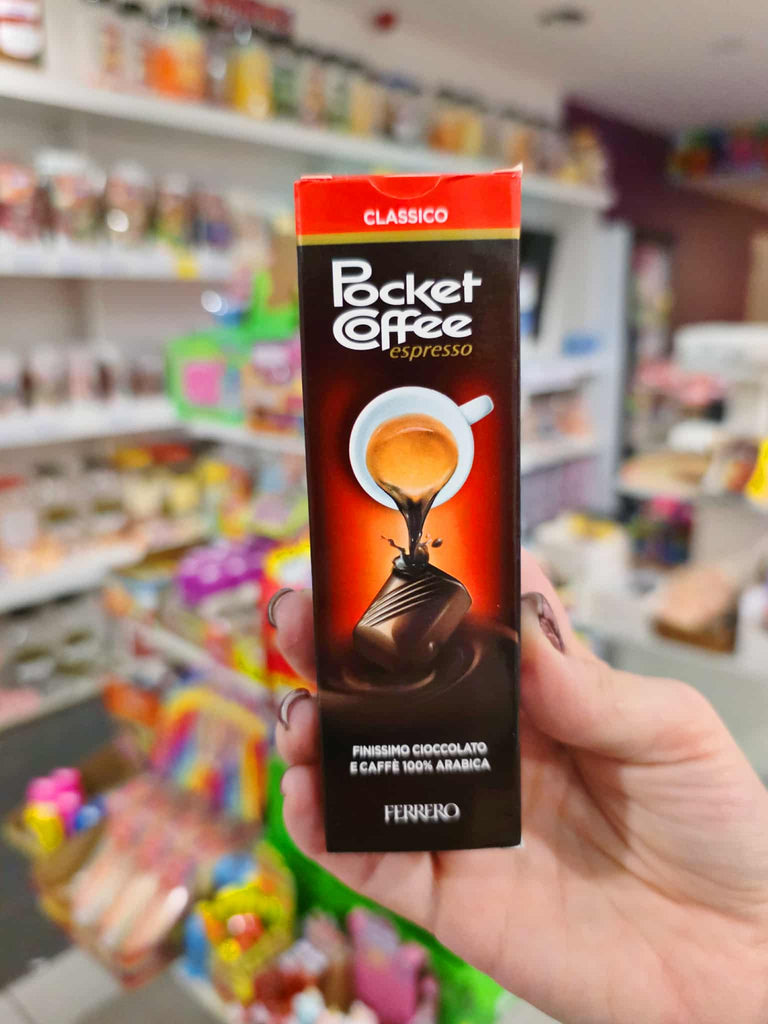 CLASSICO
Pocket
Coffee
espresso
FINISSIMO CIOCCOLATO
E CAFFÈ 100% ARABICA
FERRERO